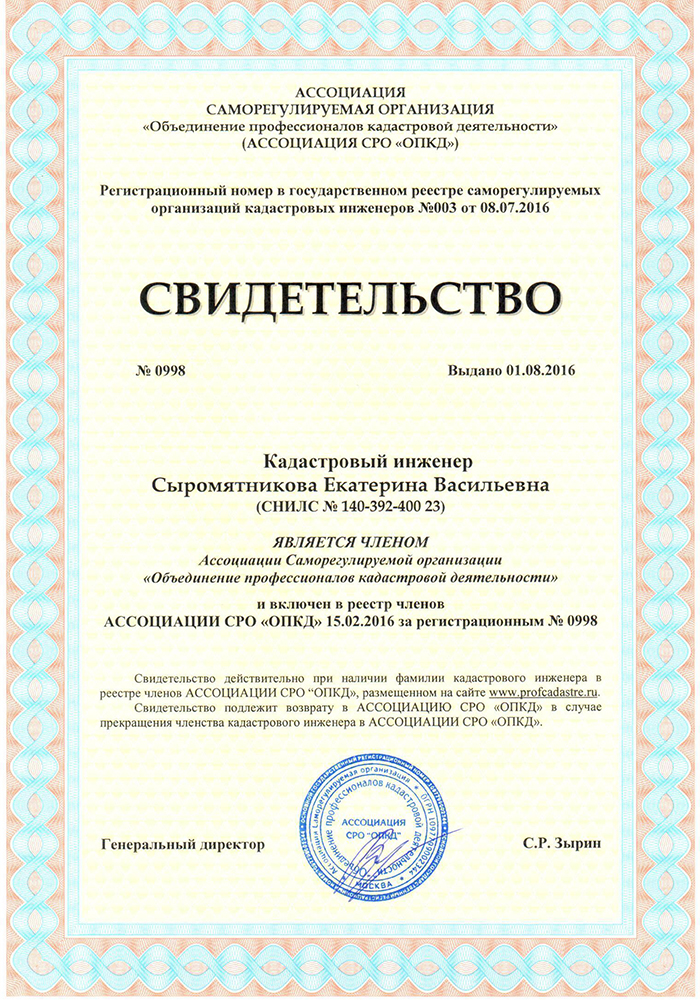 АССОЦИАЦИЯ
САМОРЕГУЛИРУЕМАЯ ОРГАНИЗАЦИЯ
«Объединение профессионалов кадастровой деятельности»
(АССОЦИАЦИЯ СРО «ОПКД»)
Регистрационный номер в государственном реестре саморегулируемых
организаций кадастровых инженеров №003 от 08.07.2016
СВИДЕТЕЛЬСТВО
№ 0998 Выдано 01.08.2016
Кадастровый инженер
Сыромятникова Екатерина Васильевна
(СНИЛС № 140-392-400 23)
ЯВЛЯЕТСЯ ЧЛЕНОМ
Ассоциации Саморегулируемой организации
«Объединение профессионалов кадастровой деятельности»
и включен в реестр членов
АССОЦИАЦИИ СРО «ОПКД» 15.02.2016 за регистрационным № 0998
Свидетельство действительно при наличии фамилии кадастрового инженера в
реестре членов АССОЦИАЦИИ СРО “ОПКД», размещенном на сайте www.profcadastre.ru.
Свидетельство подлежит возврату в АССОЦИАЦИЮ СРО «ОПКД» в случае
прекращения членства кадастрового инженера в АССОЦИАЦИИ СРО «ОПКД».
Ассоциация Саморегулируемая организация
Объединение профессионалов кадастровой деятельности
АССОЦИАЦИЯ
СРО "ОПКД"
МОСКВА
Генеральный директор С.Р. Зырин